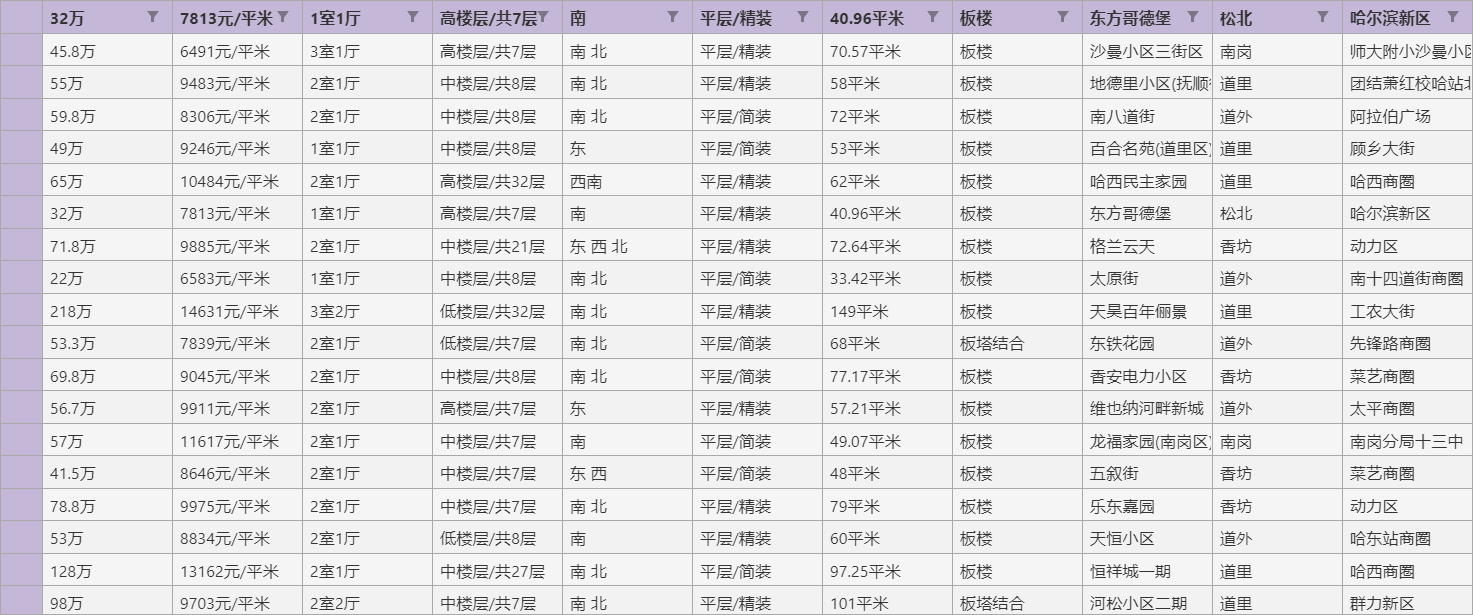 32万 7813元/平米 1室1厅 高楼层/共7层 南 平层/精装 40.96平米 板楼 东方哥德堡 松北 哈尔滨新区
45.8万 6491元/平米 3室1厅 高楼层/共7层 南 北 平层/精装 70.57平米 板楼 沙曼小区三街区 南岗 师大附小沙曼小区
55万 9483元/平米 2室1厅 中楼层/共8层 南 北 平层/精装 58平米 板楼 地德里小区(抚顺 道里 团结萧红校哈站北
59.8万 8306元/平米 2室1厅 中楼层/共8层 南 北 平层/简装 72平米 板楼 南八道街 道外 阿拉伯广场
49万 9246元/平米 1室1厅 中楼层/共8层 东 平层/简装 53平米 板楼 百合名苑(道里区) 道里 顾乡大街
65万 10484元/平米 2室1厅 高楼层/共32层 西南 平层/精装 62平米 板楼 哈西民主家园 道里 哈西商圈
32万 7813元/平米 1室1厅 高楼层/共7层 南 平层/精装 40.96平米 板楼 东方哥德堡 松北 哈尔滨新区
71.8万 9885元/平米 2室1厅 中楼层/共21层 东 西 北 平层/精装 72.64平米 板楼 格兰云天 香坊 动力区
22万 6583元/平米 1室1厅 中楼层/共8层 南 北 平层/简装 33.42平米 板楼 太原街 道外 南十四道街商圈
218万 14631元/平米 3室2厅 低楼层/共32层 南 北 平层/精装 149平米 板楼 天昊百年俪景 道里 工农大街
53.3万 7839元/平米 2室1厅 低楼层/共7层 南 北 平层/简装 68平米 板塔结合 东铁花园 道外 先锋路商圈
69.8万 9045元/平米 2室1厅 中楼层/共8层 南 北 平层/简装 77.17平米 板楼 香安电力小区 香坊 菜艺商圈
56.7万 9911元/平米 2室1厅 高楼层/共7层 东 平层/精装 57.21平米 板楼 维也纳河畔新城 道外 太平商圈
57万 11617元/平米 2室1厅 中楼层/共7层 南 平层/简装 49.07平米 板楼 龙福家园(南岗区) 南岗 南岗分局十三中
41.5万 8646元/平米 2室1厅 中楼层/共7层 东 西 平层/简装 48平米 板楼 五叙街 香坊 菜艺商圈
78.8万 9975元/平米 2室1厅 中楼层/共7层 南 北 平层/精装 79平米 板楼 乐东嘉园 香坊 动力区
53万 8834元/平米 2室1厅 低楼层/共8层 南 平层/精装 60平米 板楼 天恒小区 道外 哈东站商圈
128万 13162元/平米 2室1厅 中楼层/共27层 南 北 平层/简装 97.25平米 板楼 恒祥城一期 道里 哈西商圈
98万 9703元/平米 2室2厅 高楼层/共7层 南 北 平层/精装 101平米 板塔结合 河松小区二期 道里 群力新区